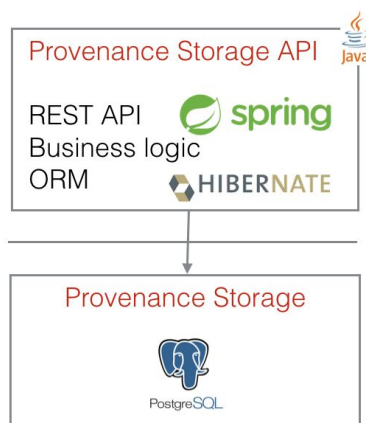 Provenance Storage API
Java
REST API
spring
Business logic
ORM
HIBERNATE
Provenance Storage
PostgreSQL